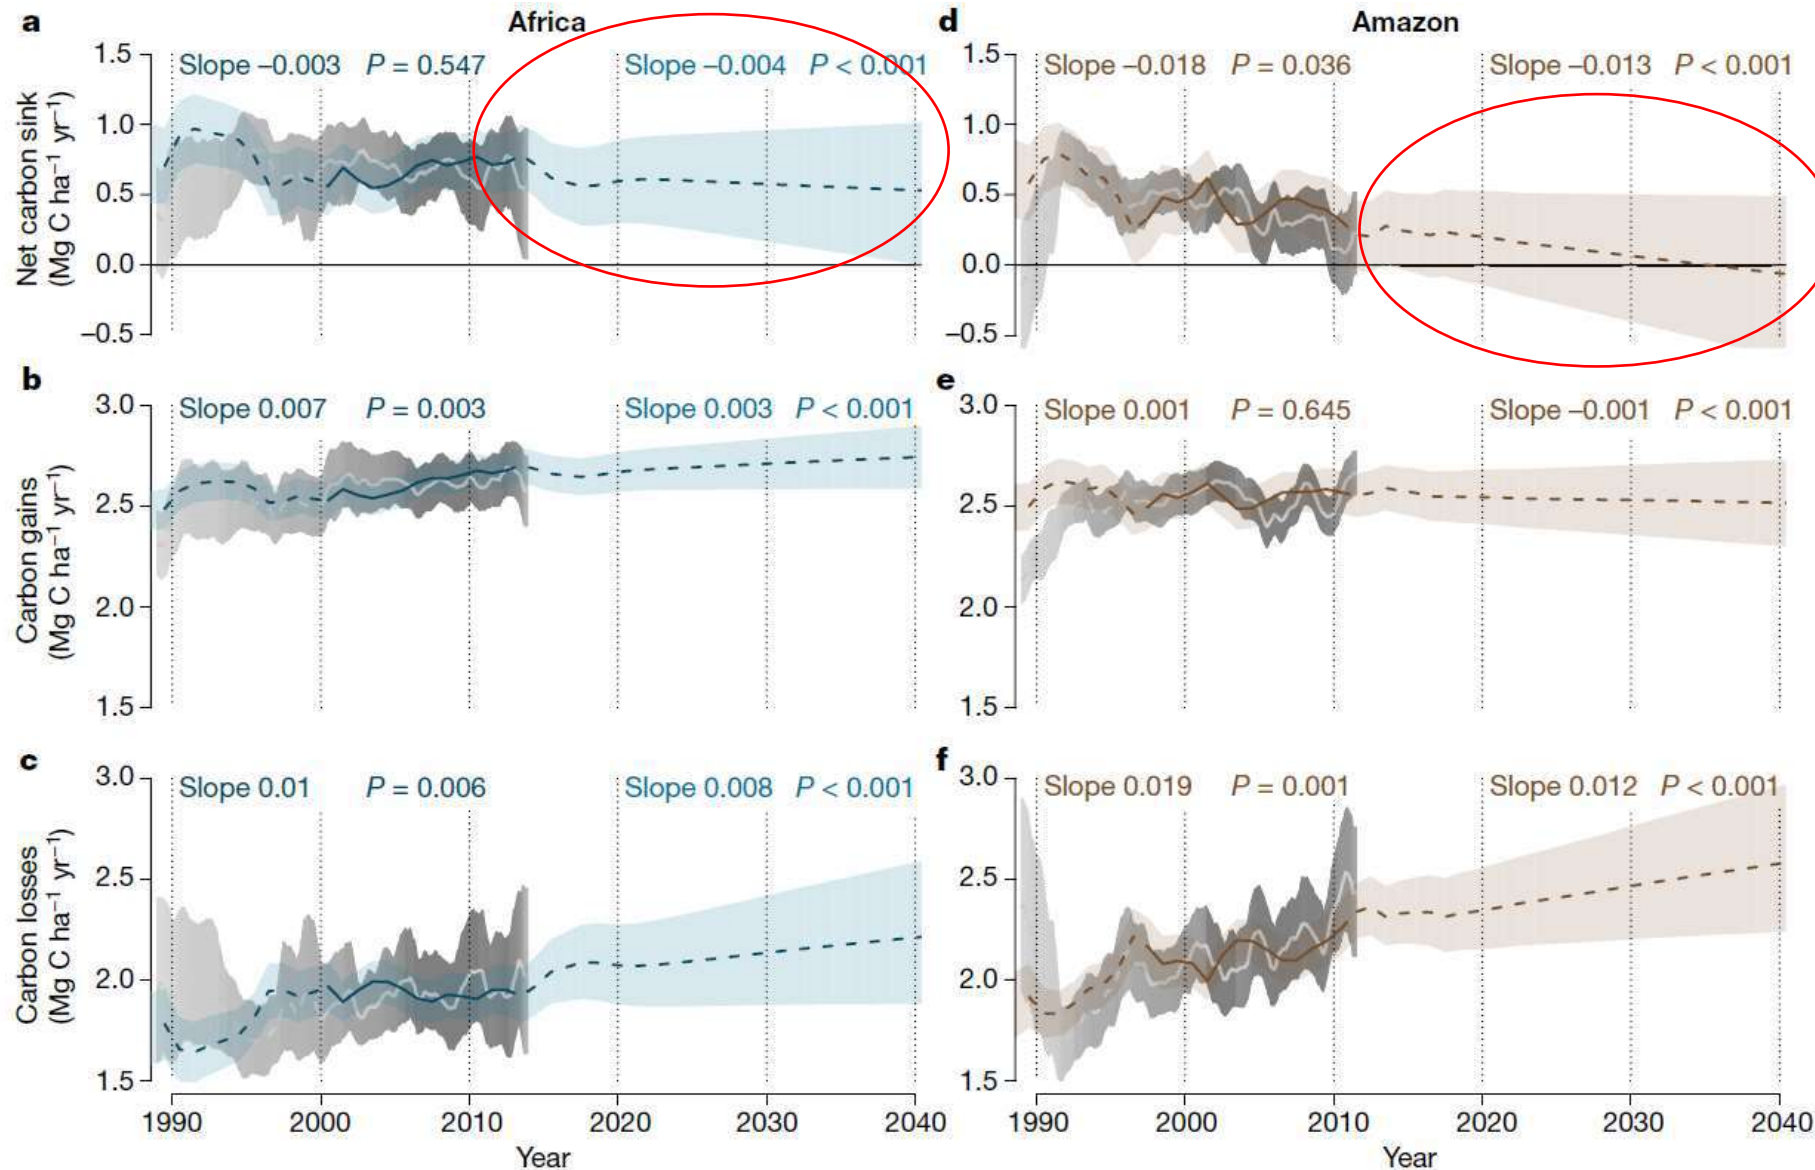 a Africa
Slope –0.003 P = 0.547 Slope –0.004 P < 0.001
Net carbon sink
(Mg C ha⁻¹ yr⁻¹)
1.5
1.0
0.5
0.0
–0.5
d Amazon
Slope –0.018 P = 0.036 Slope –0.013 P < 0.001
1.5
1.0
0.5
0.0
–0.5
b
Slope 0.007 P = 0.003 Slope 0.003 P < 0.001
Carbon gains
(Mg C ha⁻¹ yr⁻¹)
3.0
2.5
2.0
1.5
e
Slope 0.001 P = 0.645 Slope –0.001 P < 0.001
3.0
2.5
2.0
1.5
c
Slope 0.01 P = 0.006 Slope 0.008 P < 0.001
Carbon losses
(Mg C ha⁻¹ yr⁻¹)
3.0
2.5
2.0
1.5
1990 2000 2010 2020 2030 2040
Year
f
Slope 0.019 P = 0.001 Slope 0.012 P < 0.001
3.0
2.5
2.0
1.5
1990 2000 2010 2020 2030 2040
Year